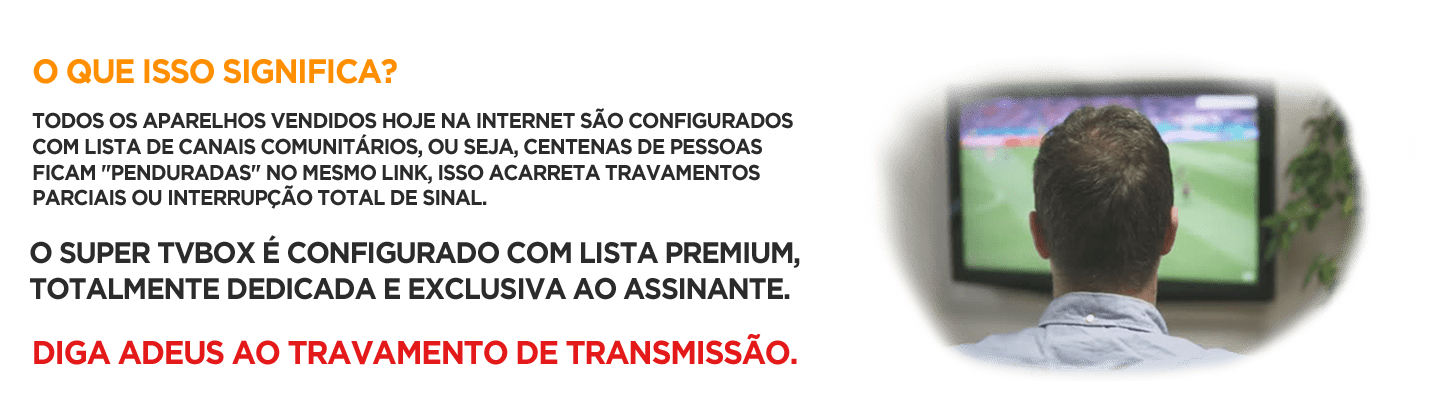 O QUE ISSO SIGNIFICA?
TODOS OS APARELHOS VENDIDOS HOJE NA INTERNET SÃO CONFIGURADOS
COM LISTA DE CANAIS COMUNITÁRIOS, OU SEJA, CENTENAS DE PESSOAS
FICAM "PENDURADAS" NO MESMO LINK, ISSO ACARRETA TRAVAMENTOS
PARCIAIS OU INTERRUPÇÃO TOTAL DE SINAL.
O SUPER TVBOX É CONFIGURADO COM LISTA PREMIUM,
TOTALMENTE DEDICADA E EXCLUSIVA AO ASSINANTE.
DIGA ADEUS AO TRAVAMENTO DE TRANSMISSÃO.